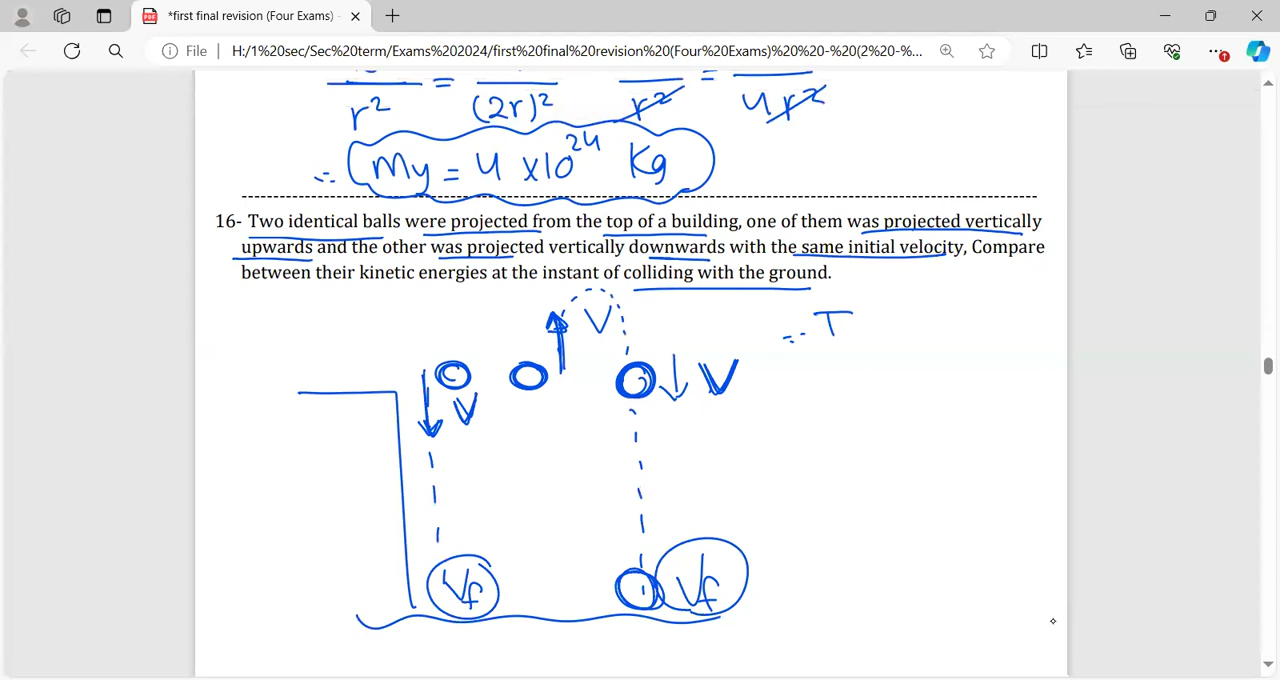 *first final revision (Four Exams) -
File
H:/1%20sec/Sec%20term/Exams%202024/first%20final%20revision%20(Four%20Exams)%20%20-%20(2%20-%...
r² = (2r)² r² = 4r²
∴ My = 4 ×10²⁴ Kg
16- Two identical balls were projected from the top of a building, one of them was projected vertically
upwards and the other was projected vertically downwards with the same initial velocity, Compare
between their kinetic energies at the instant of colliding with the ground.
V
∴ T
V V
Vf Vf